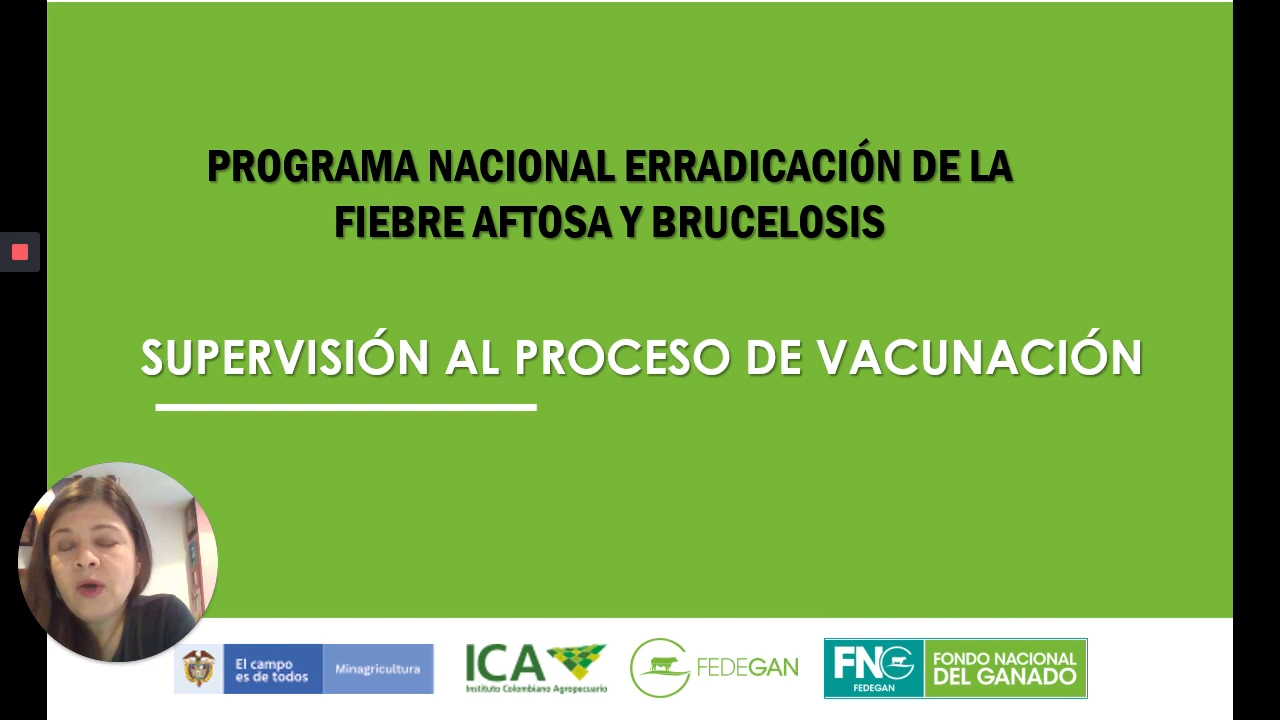 PROGRAMA NACIONAL ERRADICACIÓN DE LA
FIEBRE AFTOSA Y BRUCELOSIS
SUPERVISIÓN AL PROCESO DE VACUNACIÓN
El campo
es de todos
Minagricultura
ICA
Instituto Colombiano Agropecuario
FEDEGAN
FNG
FEDEGAN
FONDO NACIONAL
DEL GANADO